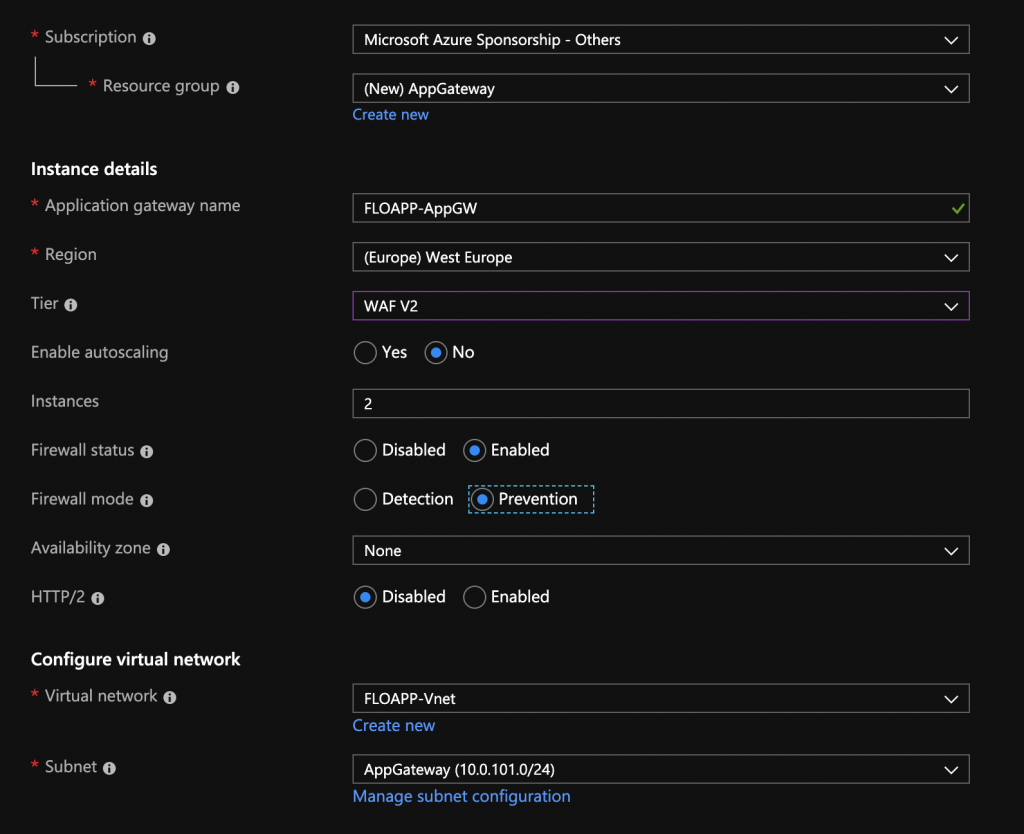 * Subscription
Microsoft Azure Sponsorship - Others
* Resource group
(New) AppGateway
Create new
Instance details
* Application gateway name
FLOAPP-AppGW
* Region
(Europe) West Europe
Tier
WAF V2
Enable autoscaling
Yes No
Instances
2
Firewall status
Disabled Enabled
Firewall mode
Detection Prevention
Availability zone
None
HTTP/2
Disabled Enabled
Configure virtual network
* Virtual network
FLOAPP-Vnet
Create new
* Subnet
AppGateway (10.0.101.0/24)
Manage subnet configuration